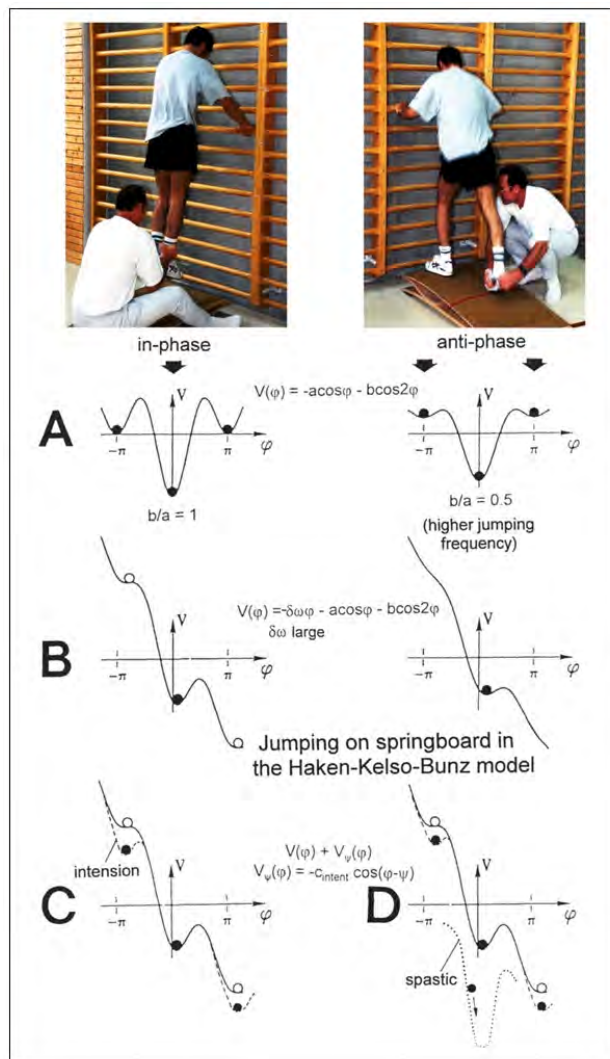 in-phase
anti-phase
V
V(φ) = -acosφ - bcos2φ
V
A
-π
π
φ
-π
π
φ
b/a = 1
b/a = 0.5
(higher jumping
frequency)
V(φ) =-δωφ - acosφ - bcos2φ
δω large
V
V
B
-π
π
φ
-π
π
φ
Jumping on springboard in
the Haken-Kelso-Bunz model
V(φ) + Vψ(φ)
Vψ(φ) = -cintent cos(φ-ψ)
intension
V
V
C
-π
π
φ
D
-π
π
φ
spastic